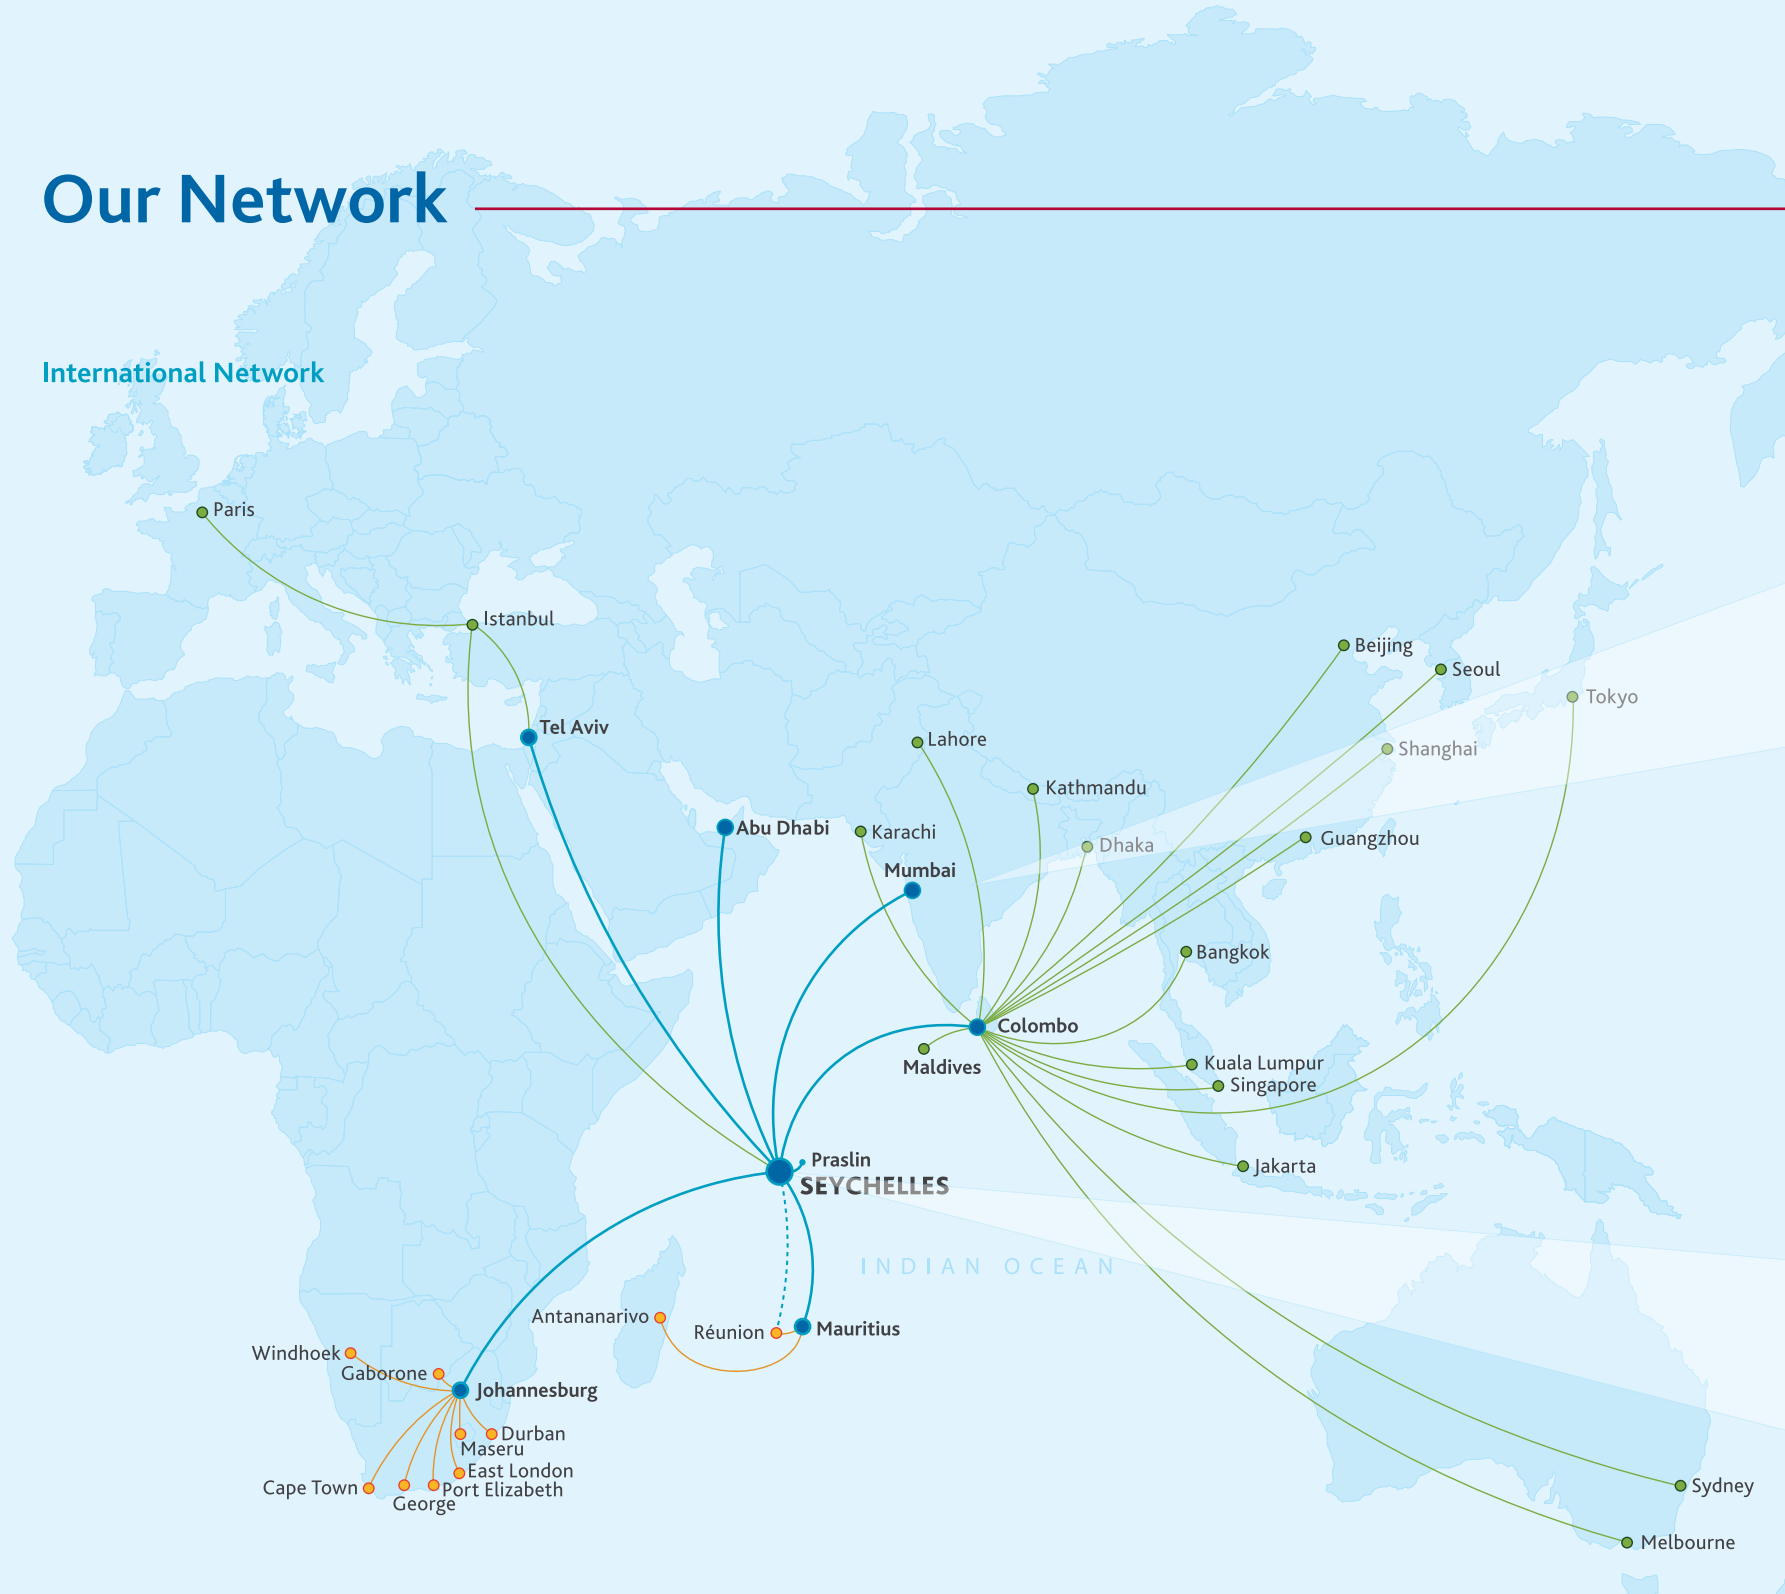 Our Network
International Network
Paris
Istanbul
Beijing
Seoul
Tokyo
Tel Aviv
Lahore
Shanghai
Kathmandu
Abu Dhabi
Karachi
Guangzhou
Dhaka
Mumbai
Bangkok
Colombo
Maldives
Kuala Lumpur
Singapore
Praslin
Jakarta
SEYCHELLES
INDIAN OCEAN
Antananarivo
Réunion
Mauritius
Windhoek
Gaborone
Johannesburg
Durban
Maseru
East London
Cape Town
Port Elizabeth
George
Sydney
Melbourne